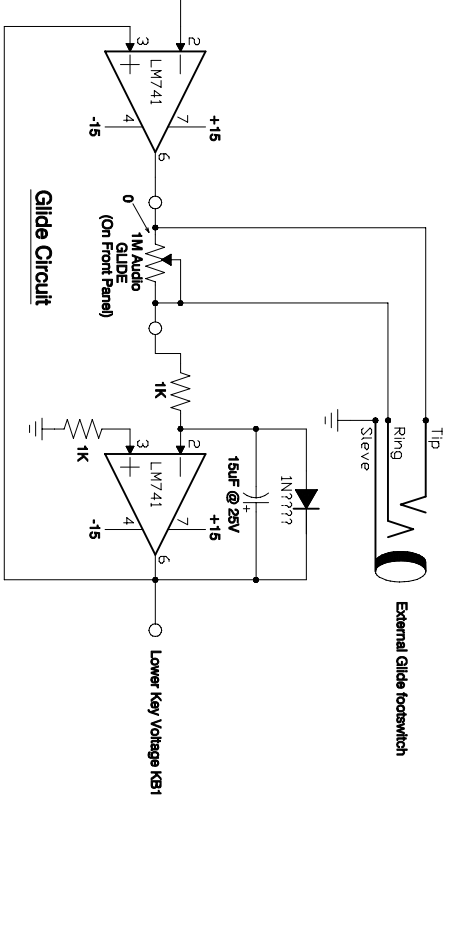 Tip
Ring
Sleve
External Glide footswitch
1N????
15uF @ 25V
+15
+15
2
7
1K
2
7
LM741
6
LM741
6
Lower Key Voltage KB1
3
4
0
1M Audio
GLIDE
(On Front Panel)
3
4
-15
1K
-15
Glide Circuit